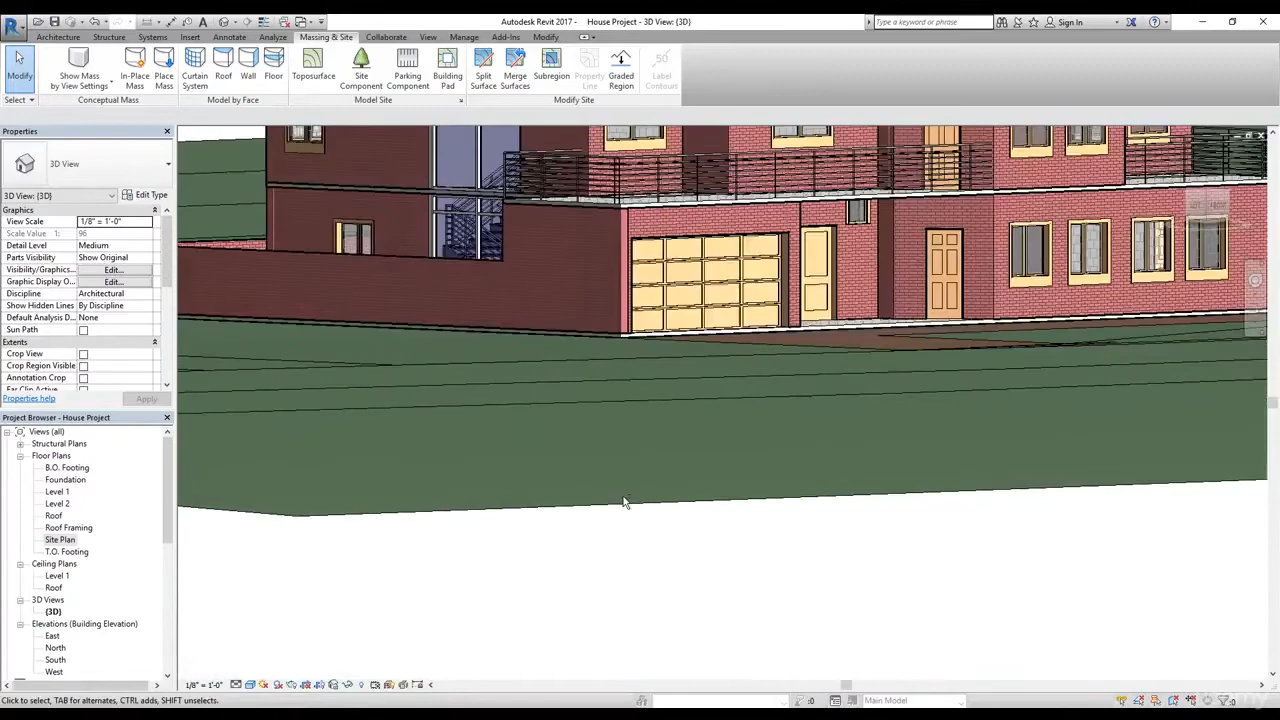 Autodesk Revit 2017 - House Project - 3D View: {3D}
Type a keyword or phrase
Sign In
Architecture Structure Systems Insert Annotate Analyze Massing & Site Collaborate View Manage Add-Ins Modify
Modify
Show Mass
by View Settings
In-Place
Mass
Place
Mass
Curtain
System
Roof
Wall
Floor
Toposurface
Site
Component
Parking
Component
Building
Pad
Split
Surface
Merge
Surfaces
Subregion
Property
Line
Graded
Region
50
Label
Contours
Select
Conceptual Mass
Model by Face
Model Site
Modify Site
Properties
3D View
3D View: {3D}
Edit Type
Graphics
View Scale 1/8" = 1'-0"
Scale Value 1: 96
Detail Level Medium
Parts Visibility Show Original
Visibility/Graphics... Edit...
Graphic Display O... Edit...
Discipline Architectural
Show Hidden Lines By Discipline
Default Analysis D... None
Sun Path
Extents
Crop View
Crop Region Visible
Annotation Crop
Far Clip Active
Properties help
Apply
Project Browser - House Project
Views (all)
Structural Plans
Floor Plans
B.O. Footing
Foundation
Level 1
Level 2
Roof
Roof Framing
Site Plan
T.O. Footing
Ceiling Plans
Level 1
Roof
3D Views
{3D}
Elevations (Building Elevation)
East
North
South
West
1/8" = 1'-0"
Click to select, TAB for alternates, CTRL adds, SHIFT unselects.
:0
Main Model
:0